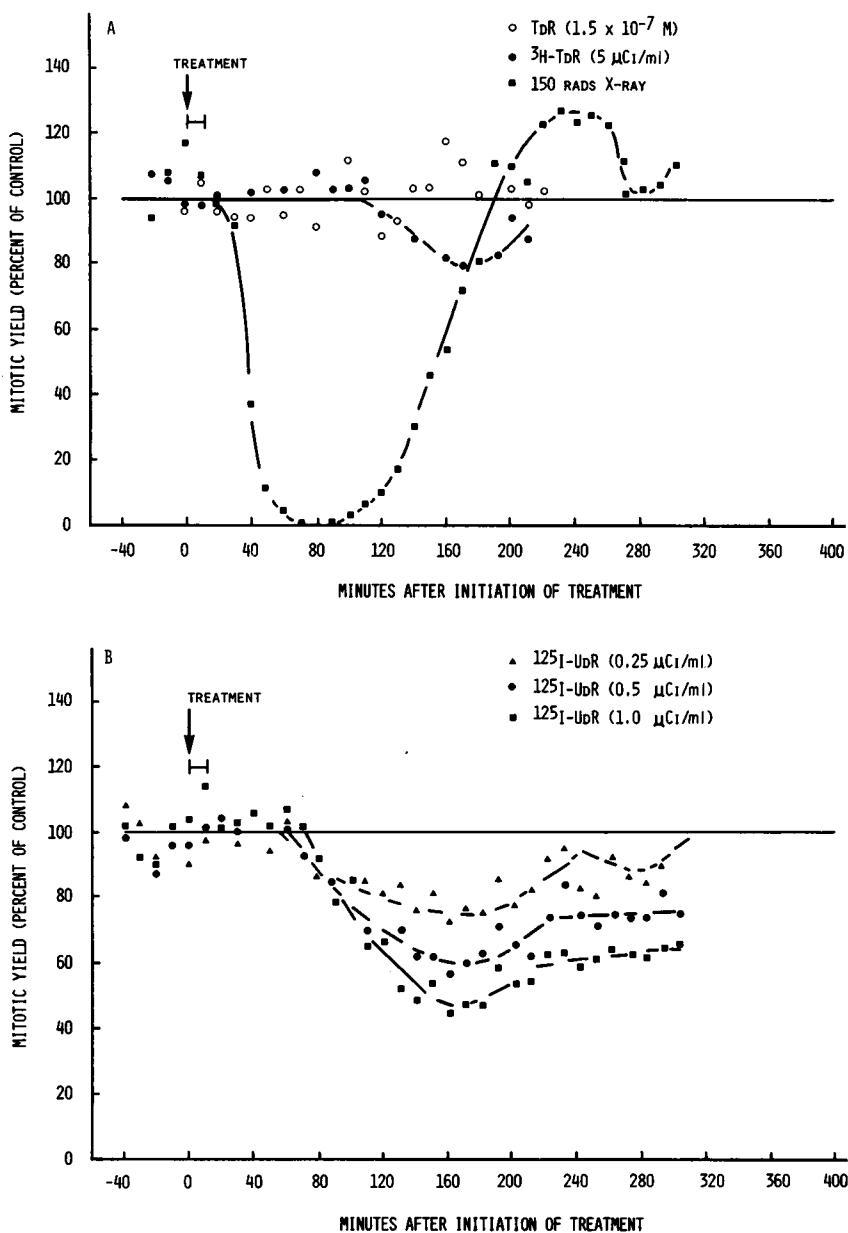 A
○ TDR (1.5 x 10⁻⁷ M)
● ³H-TDR (5 μCI/ml)
■ 150 RADS X-RAY
TREATMENT
140
120
100
80
60
40
20
0
MITOTIC YIELD (PERCENT OF CONTROL)
-40 0 40 80 120 160 200 240 280 320 360 400
MINUTES AFTER INITIATION OF TREATMENT
B
▲ ¹²⁵I-UDR (0.25 μCI/ml)
● ¹²⁵I-UDR (0.5 μCI/ml)
■ ¹²⁵I-UDR (1.0 μCI/ml)
TREATMENT
140
120
100
80
60
40
20
0
MITOTIC YIELD (PERCENT OF CONTROL)
-40 0 40 80 120 160 200 240 280 320 360 400
MINUTES AFTER INITIATION OF TREATMENT